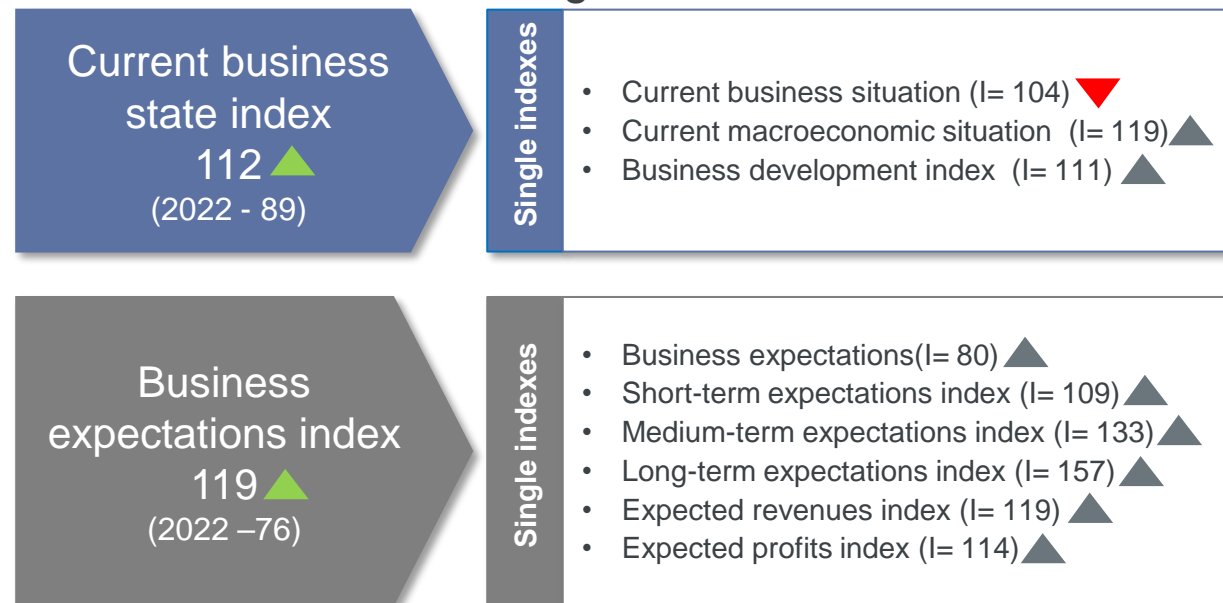 Current business
state index
112
(2022 - 89)
Single indexes
• Current business situation (I= 104)
• Current macroeconomic situation (I= 119)
• Business development index (I= 111)
Business
expectations index
119
(2022 –76)
Single indexes
• Business expectations(I= 80)
• Short-term expectations index (I= 109)
• Medium-term expectations index (I= 133)
• Long-term expectations index (I= 157)
• Expected revenues index (I= 119)
• Expected profits index (I= 114)